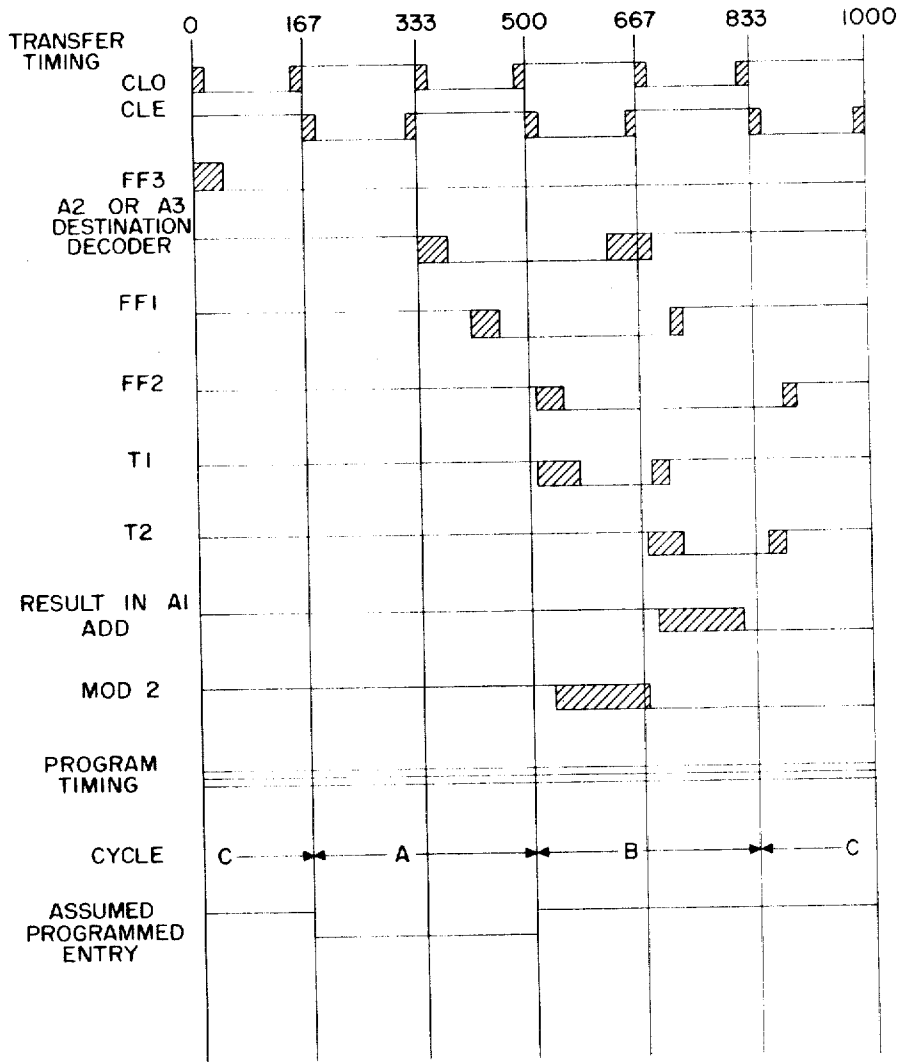 0 167 333 500 667 833 1000
TRANSFER
TIMING
CLO
CLE
FF3
A2 OR A3
DESTINATION
DECODER
FF1
FF2
T1
T2
RESULT IN A1
ADD
MOD 2
PROGRAM
TIMING
CYCLE C A B C
ASSUMED
PROGRAMMED
ENTRY